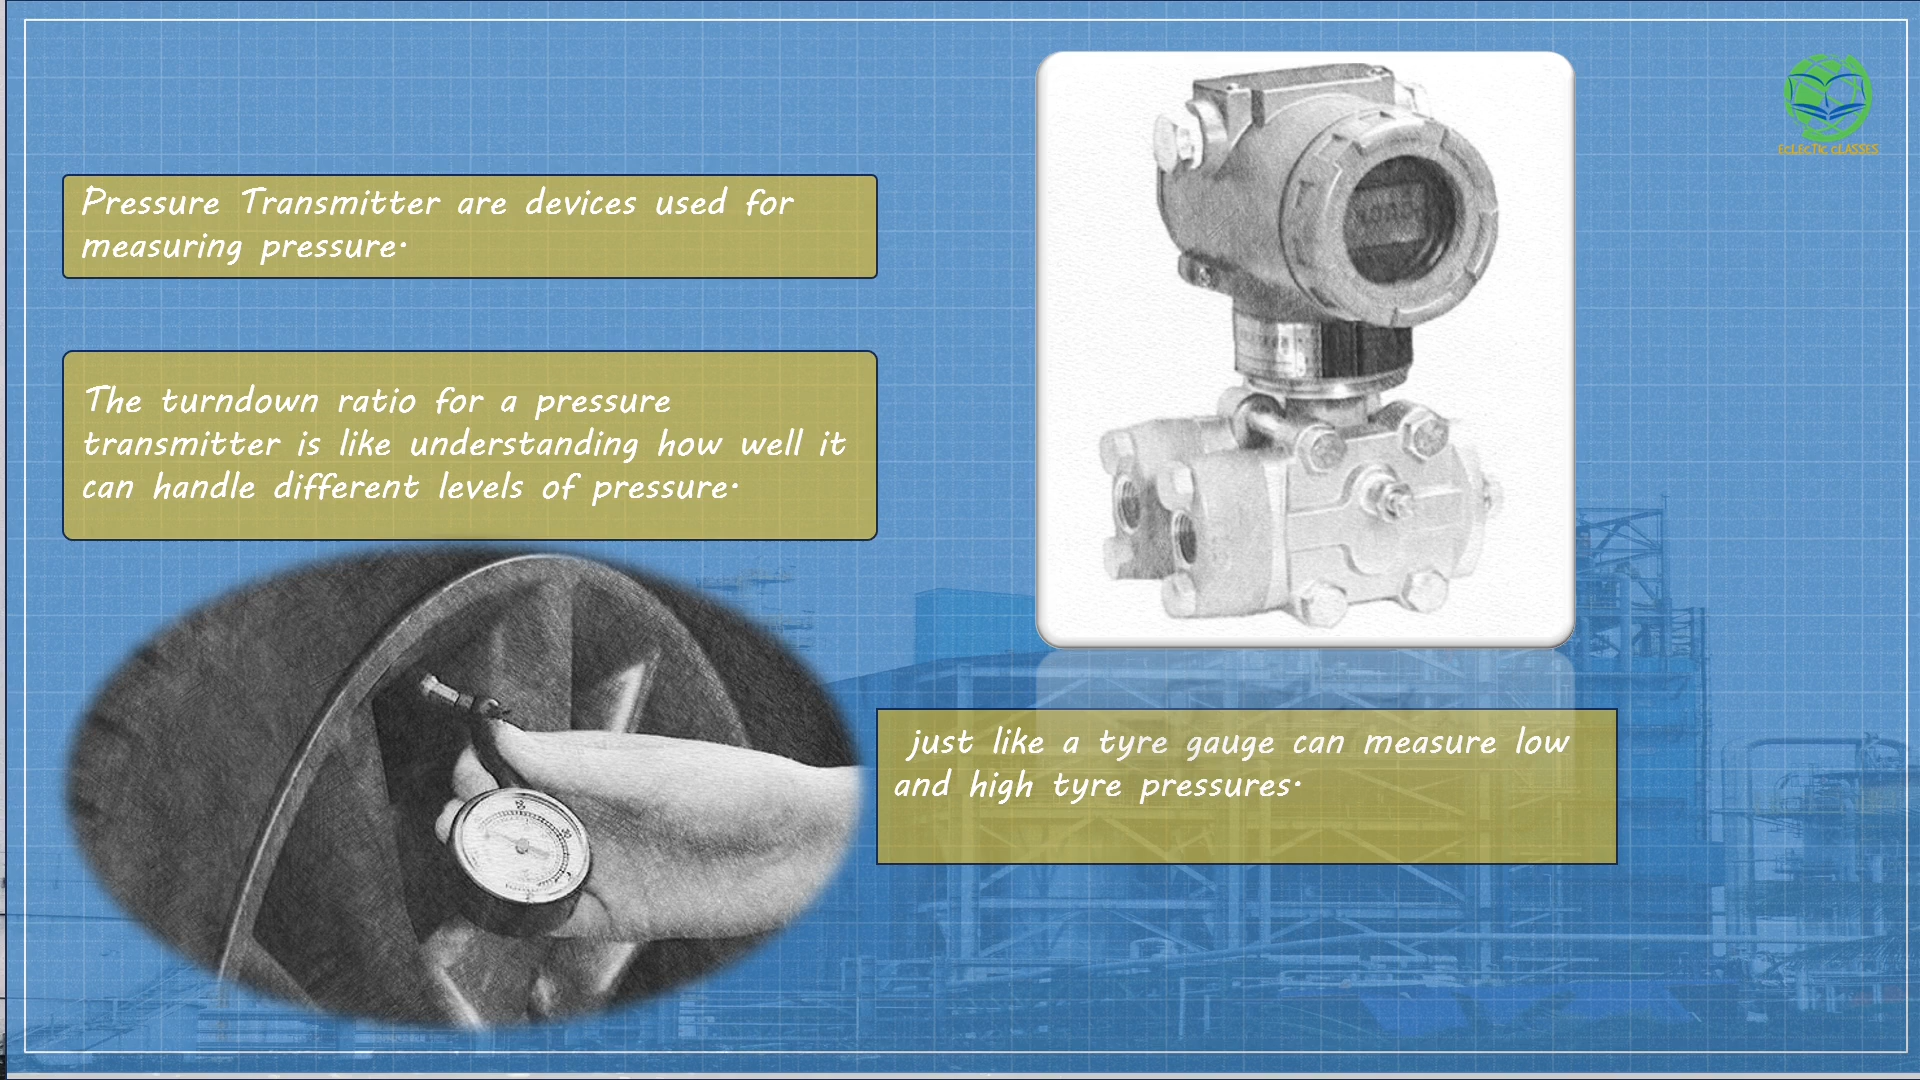 ECLECTIC CLASSES
Pressure Transmitter are devices used for
measuring pressure.
The turndown ratio for a pressure
transmitter is like understanding how well it
can handle different levels of pressure.
just like a tyre gauge can measure low
and high tyre pressures.